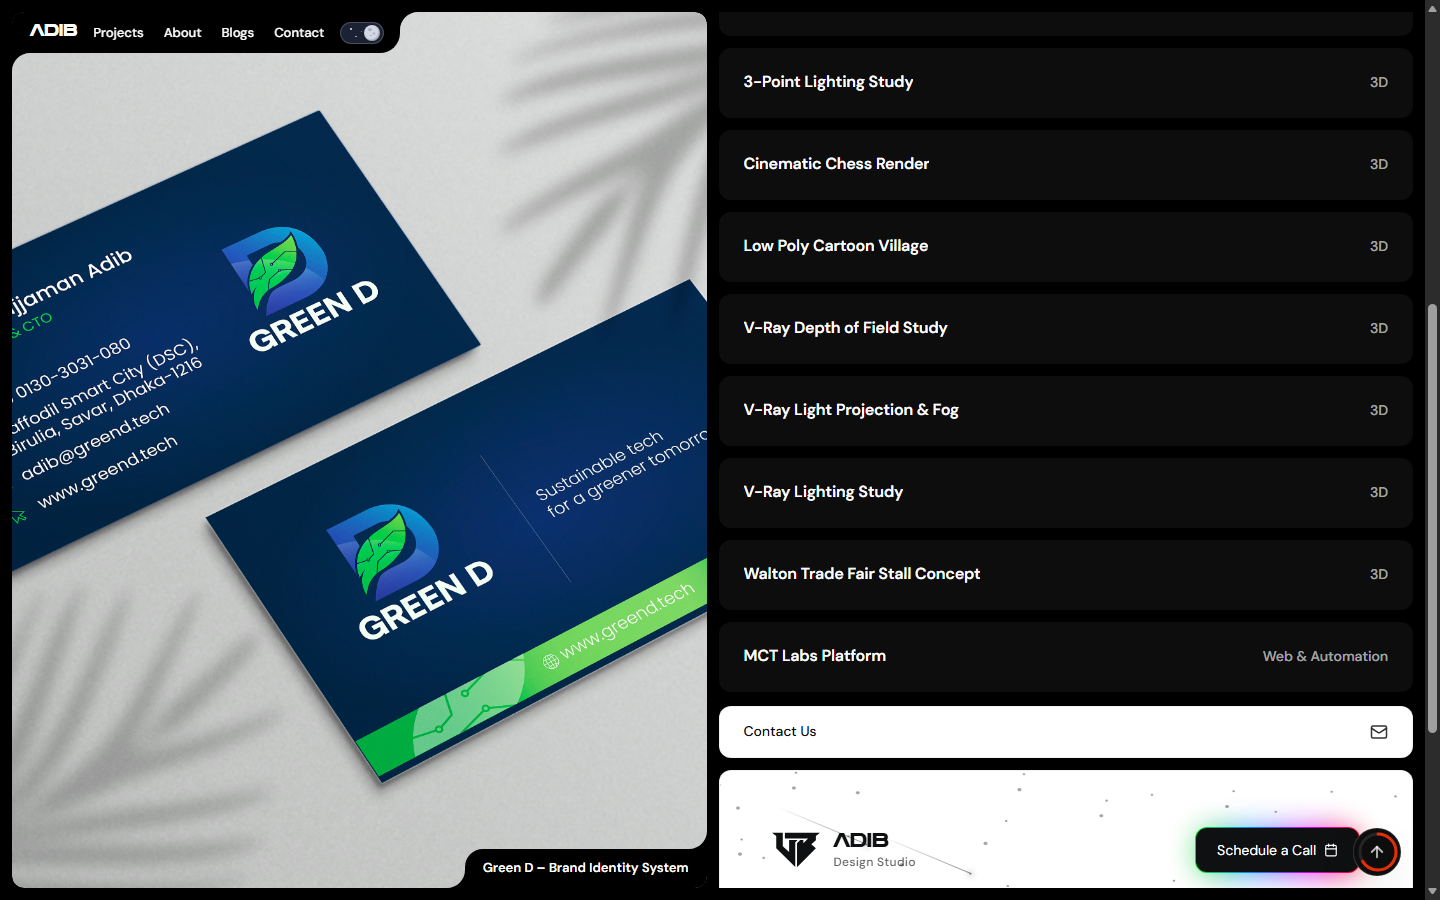 ADIB
Projects
About
Blogs
Contact
jjaman Adib
& CTO
0130-3031-080
affodil Smart City (DSC),
Birulia, Savar, Dhaka-1216
adib@greend.tech
www.greend.tech
GREEN D
GREEN D
Sustainable tech
for a greener tomorro
www.greend.tech
Green D – Brand Identity System
3-Point Lighting Study
3D
Cinematic Chess Render
3D
Low Poly Cartoon Village
3D
V-Ray Depth of Field Study
3D
V-Ray Light Projection & Fog
3D
V-Ray Lighting Study
3D
Walton Trade Fair Stall Concept
3D
MCT Labs Platform
Web & Automation
Contact Us
ADIB
Design Studio
Schedule a Call